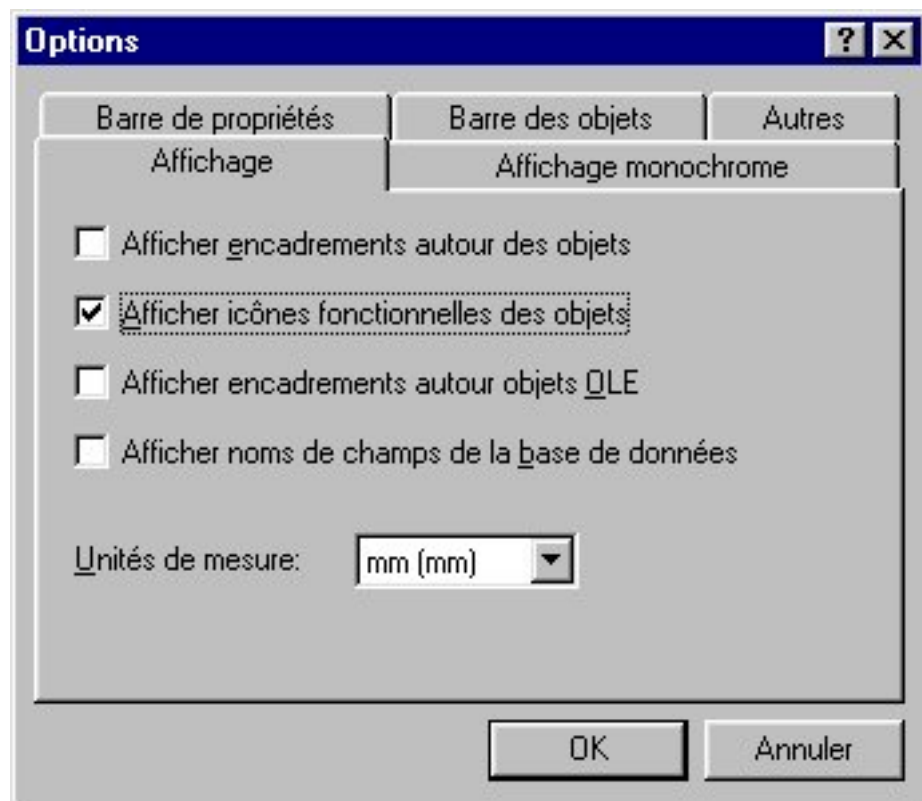 Options
Barre de propriétés
Barre des objets
Autres
Affichage
Affichage monochrome
Afficher encadrements autour des objets
Afficher icônes fonctionnelles des objets
Afficher encadrements autour objets OLE
Afficher noms de champs de la base de données
Unités de mesure: mm (mm)
OK
Annuler